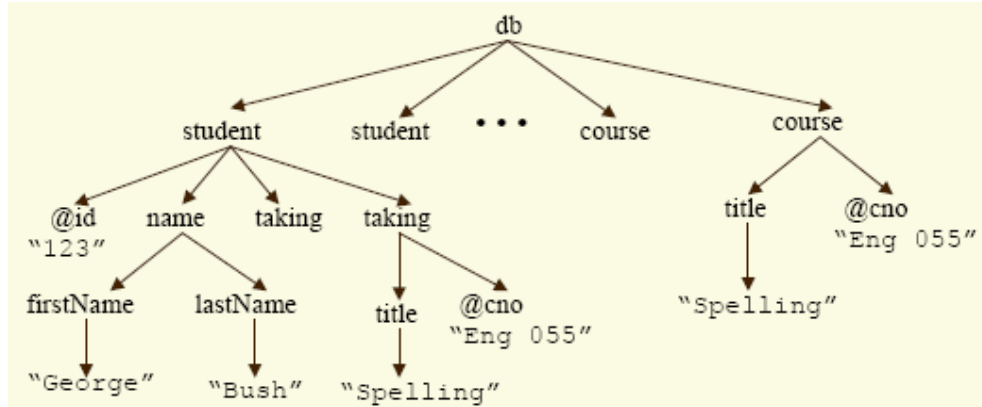 db
student student ••• course course
@id name taking taking title @cno
"123" "Eng 055"
firstName lastName title @cno "Spelling"
"Eng 055"
"George" "Bush" "Spelling"